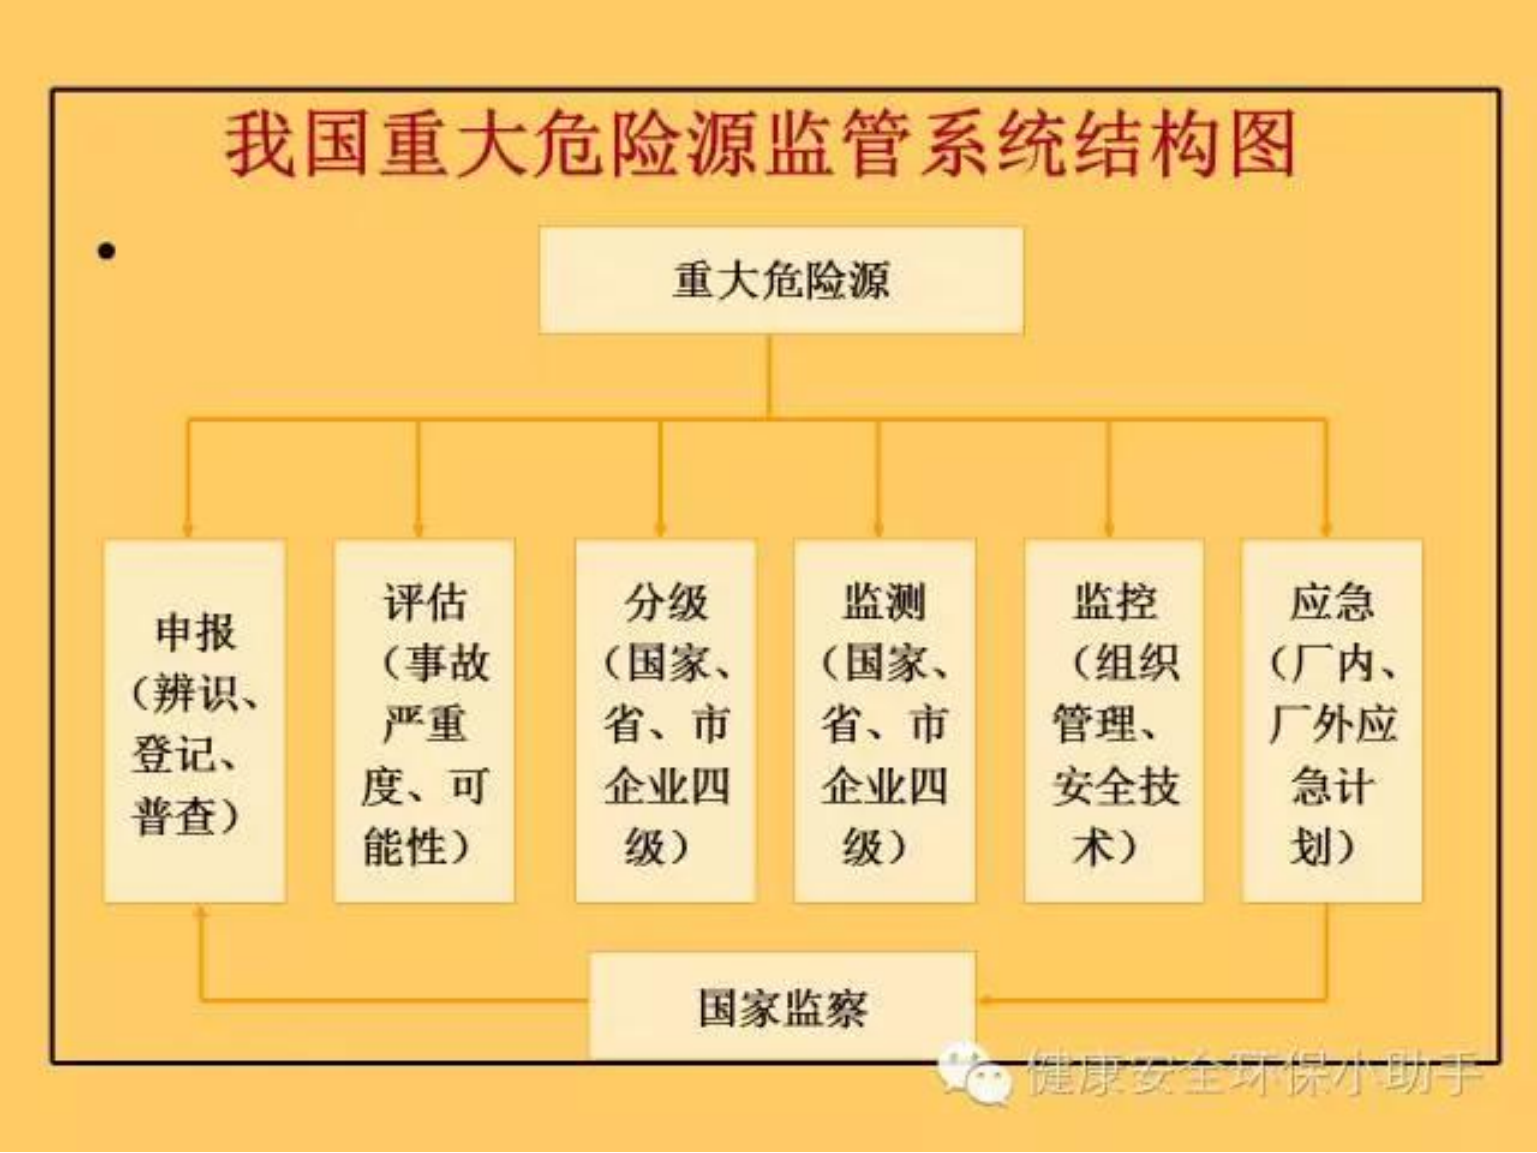 我国重大危险源监管系统结构图
重大危险源
申报
（辨识、
登记、
普查）
评估
（事故
严重
度、可
能性）
分级
（国家、
省、市
企业四
级）
监测
（国家、
省、市
企业四
级）
监控
（组织
管理、
安全技
术）
应急
（厂内、
厂外应
急计
划）
国家监察
健康安全环保小助手